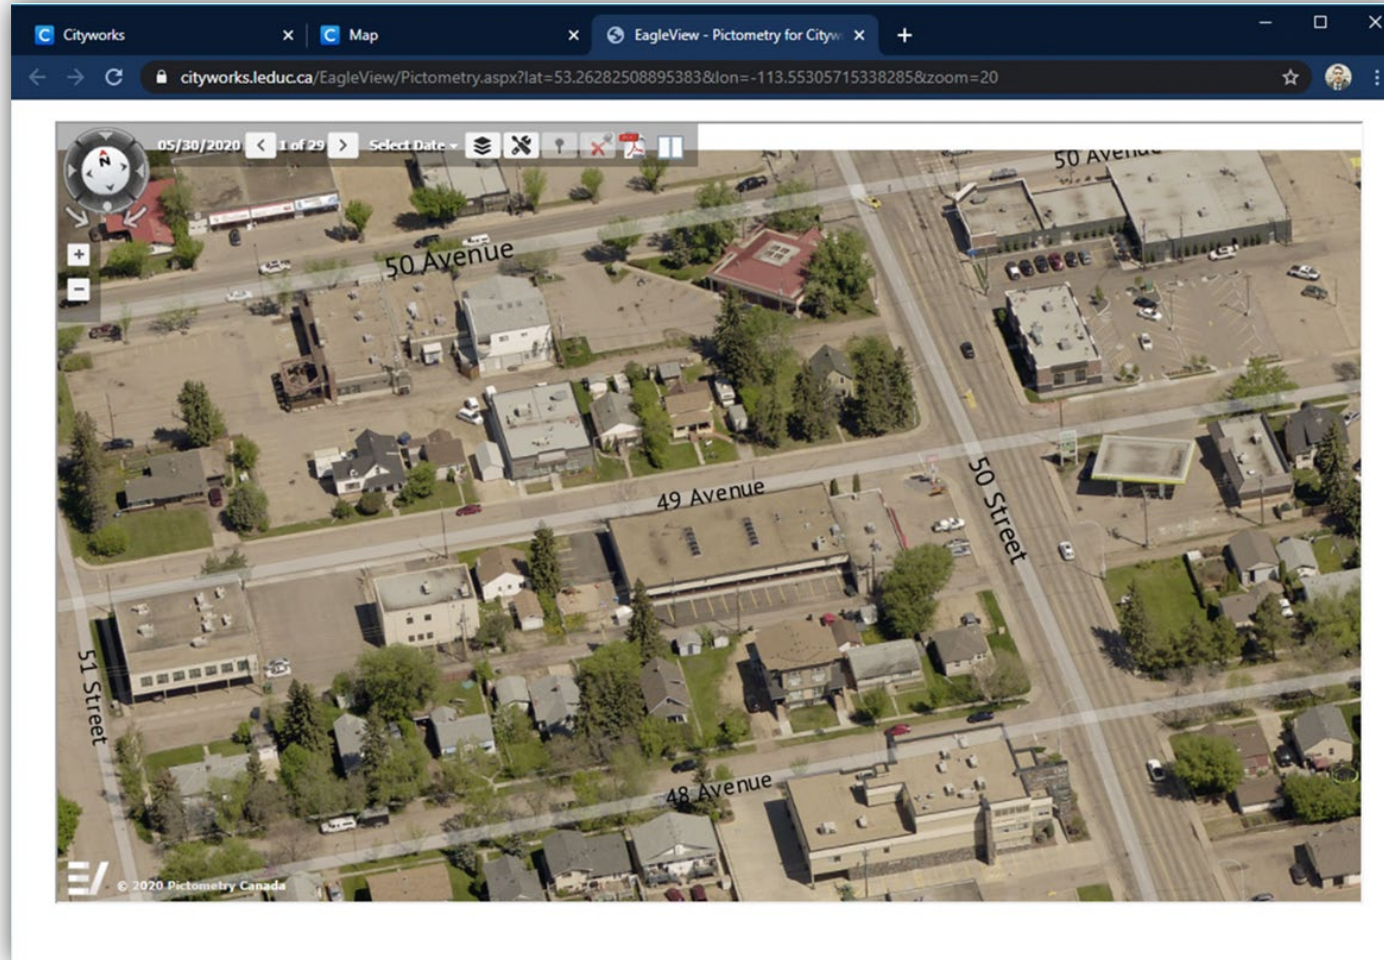 Cityworks
Map
EagleView - Pictometry for Cityw
cityworks.leduc.ca/EagleView/Pictometry.aspx?lat=53.26282508895383&lon=-113.55305715338285&zoom=20
N
05/30/2020
1 of 29
Select Date
50 Avenue
50 Avenue
49 Avenue
50 Street
51 Street
48 Avenue
© 2020 Pictometry Canada